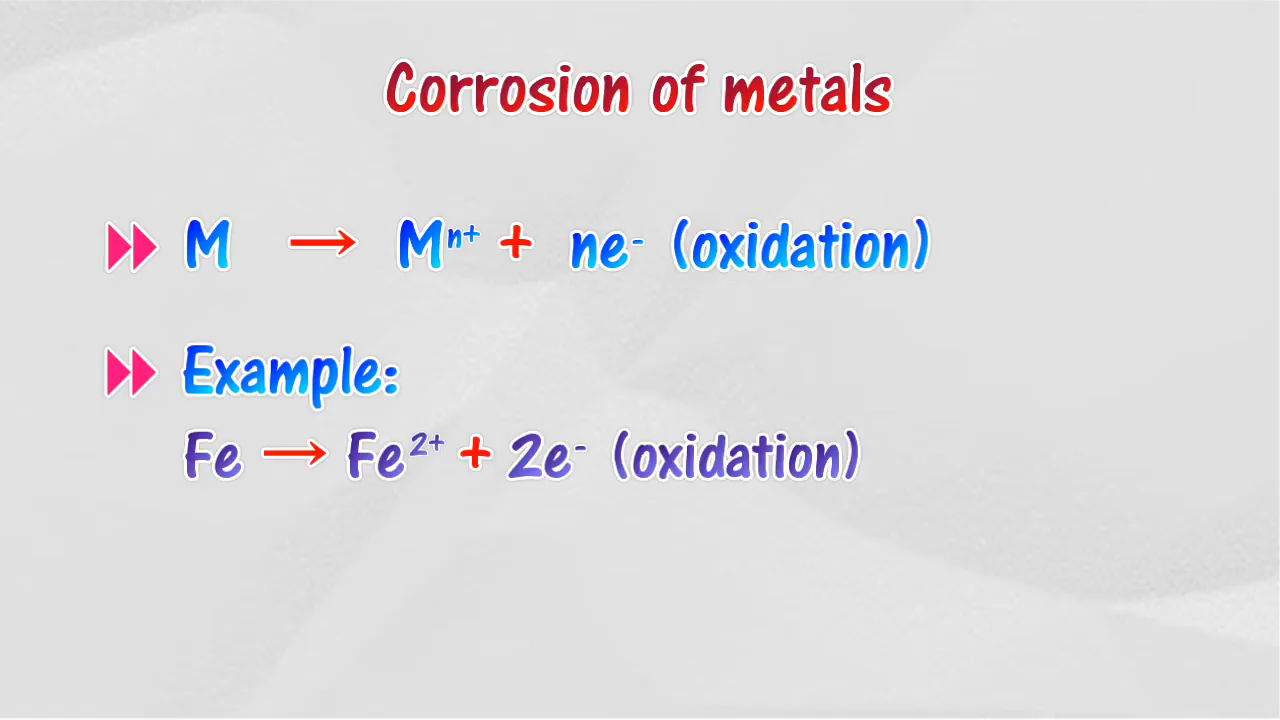 Corrosion of metals
M → Mⁿ⁺ + ne⁻ (oxidation)
Example:
Fe → Fe²⁺ + 2e⁻ (oxidation)